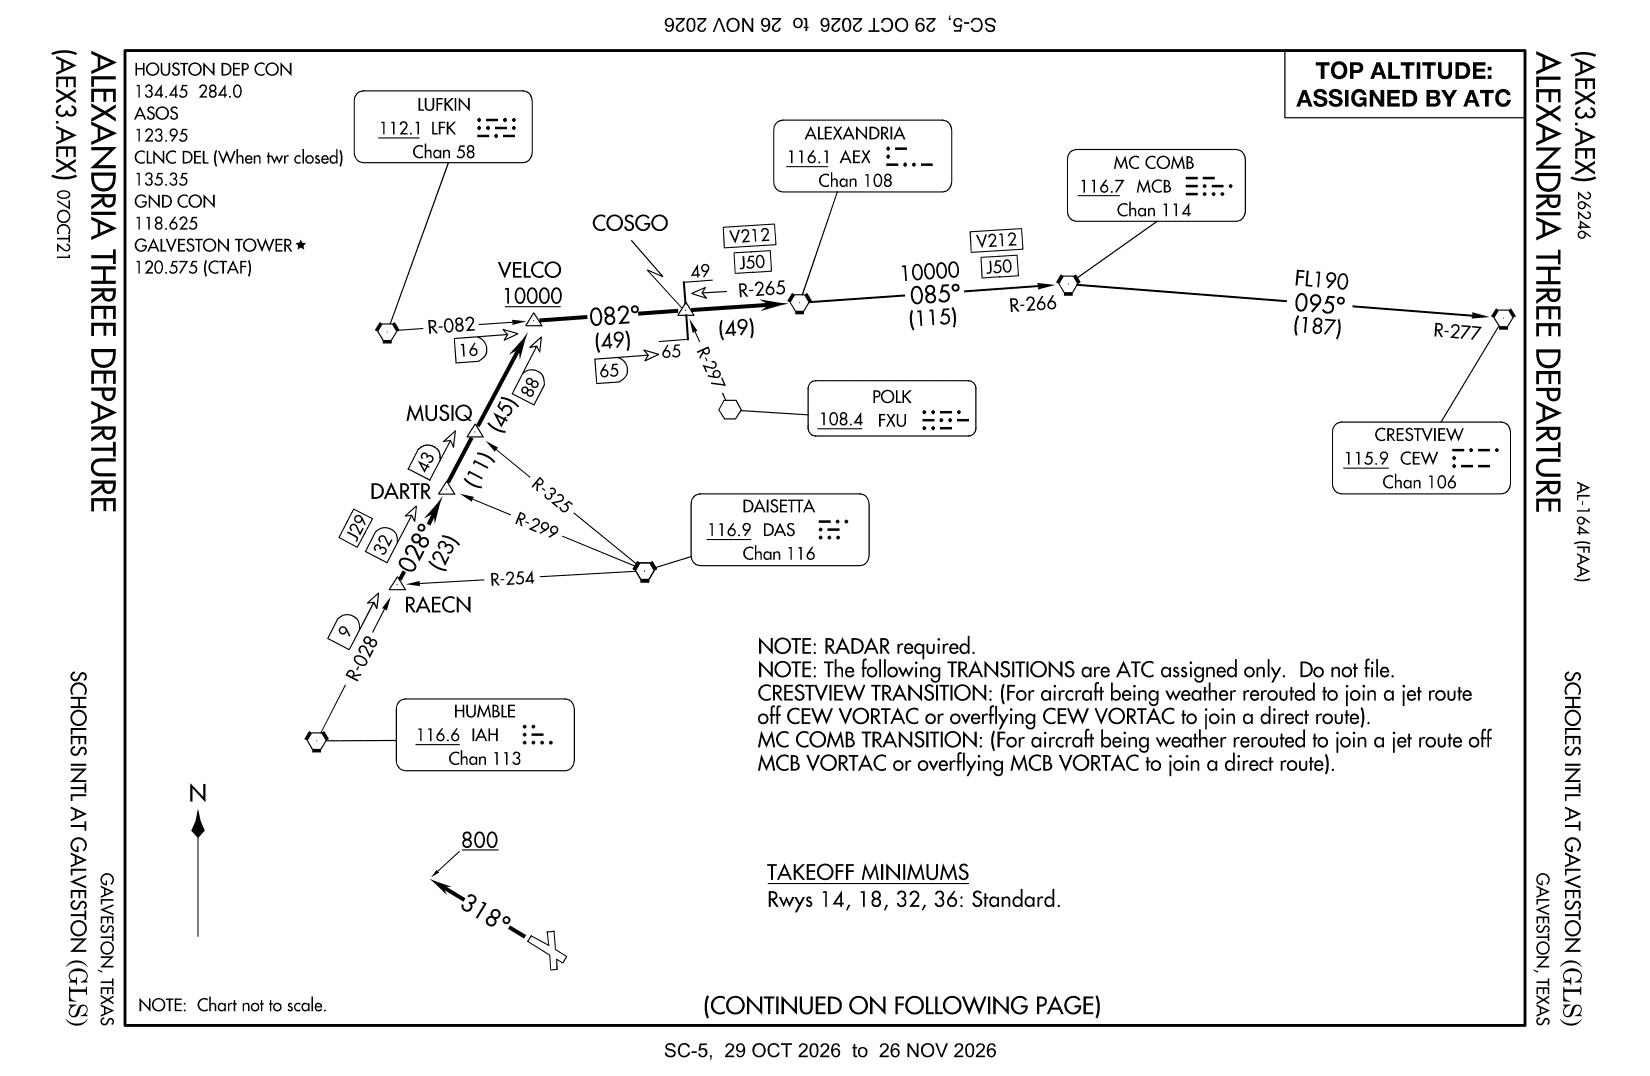 SC-5, 29 OCT 2026 to 26 NOV 2026
(AEX3.AEX) 07OCT21
ALEXANDRIA THREE DEPARTURE
SCHOLES INTL AT GALVESTON (GLS)
GALVESTON, TEXAS
HOUSTON DEP CON
134.45 284.0
ASOS
123.95
CLNC DEL (When twr closed)
135.35
GND CON
118.625
GALVESTON TOWER ★
120.575 (CTAF)
TOP ALTITUDE:
ASSIGNED BY ATC
LUFKIN
112.1 LFK
Chan 58
ALEXANDRIA
116.1 AEX
Chan 108
MC COMB
116.7 MCB
Chan 114
COSGO
V212
J50
49
R-265
VELCO
10000
R-082
16
082°
(49)
65
65
(49)
R-297
10000
085°
(115)
V212
J50
R-266
FL190
095°
(187)
R-277
POLK
108.4 FXU
CRESTVIEW
115.9 CEW
Chan 106
88
(45)
MUSIQ
43
(11)
DARTR
J29
32
028°
(23)
R-325
R-299
R-254
DAISETTA
116.9 DAS
Chan 116
RAECN
9
R-028
HUMBLE
116.6 IAH
Chan 113
NOTE: RADAR required.
NOTE: The following TRANSITIONS are ATC assigned only. Do not file.
CRESTVIEW TRANSITION: (For aircraft being weather rerouted to join a jet route
off CEW VORTAC or overflying CEW VORTAC to join a direct route).
MC COMB TRANSITION: (For aircraft being weather rerouted to join a jet route off
MCB VORTAC or overflying MCB VORTAC to join a direct route).
N
800
318°
TAKEOFF MINIMUMS
Rwys 14, 18, 32, 36: Standard.
NOTE: Chart not to scale.
(CONTINUED ON FOLLOWING PAGE)
(AEX3.AEX) 26246
ALEXANDRIA THREE DEPARTURE
AL-164 (FAA)
SCHOLES INTL AT GALVESTON (GLS)
GALVESTON, TEXAS
SC-5, 29 OCT 2026 to 26 NOV 2026